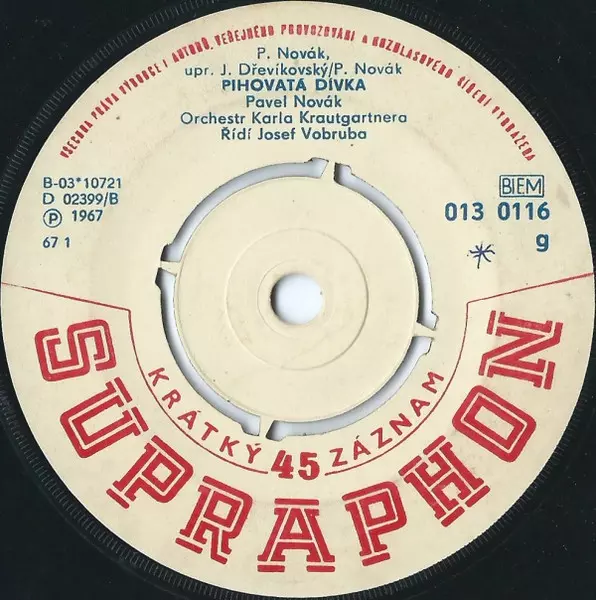 VŠECHNA PRÁVA VÝROBCE I AUTORŮ, VEŘEJNÉHO PROVOZOVÁNÍ A ROZHLASOVÉHO ŠÍŘENÍ VYHRAZENA
P. Novák,
upr. J. Dřevíkovský/P. Novák
PIHOVATÁ DÍVKA
Pavel Novák
Orchestr Karla Krautgartnera
Řídí Josef Vobruba
B-03*10721
D 02399/B
Ⓟ 1967
67 1
BIEM
013 0116
g
KRÁTKÝ 45 ZÁZNAM
SUPRAPHON